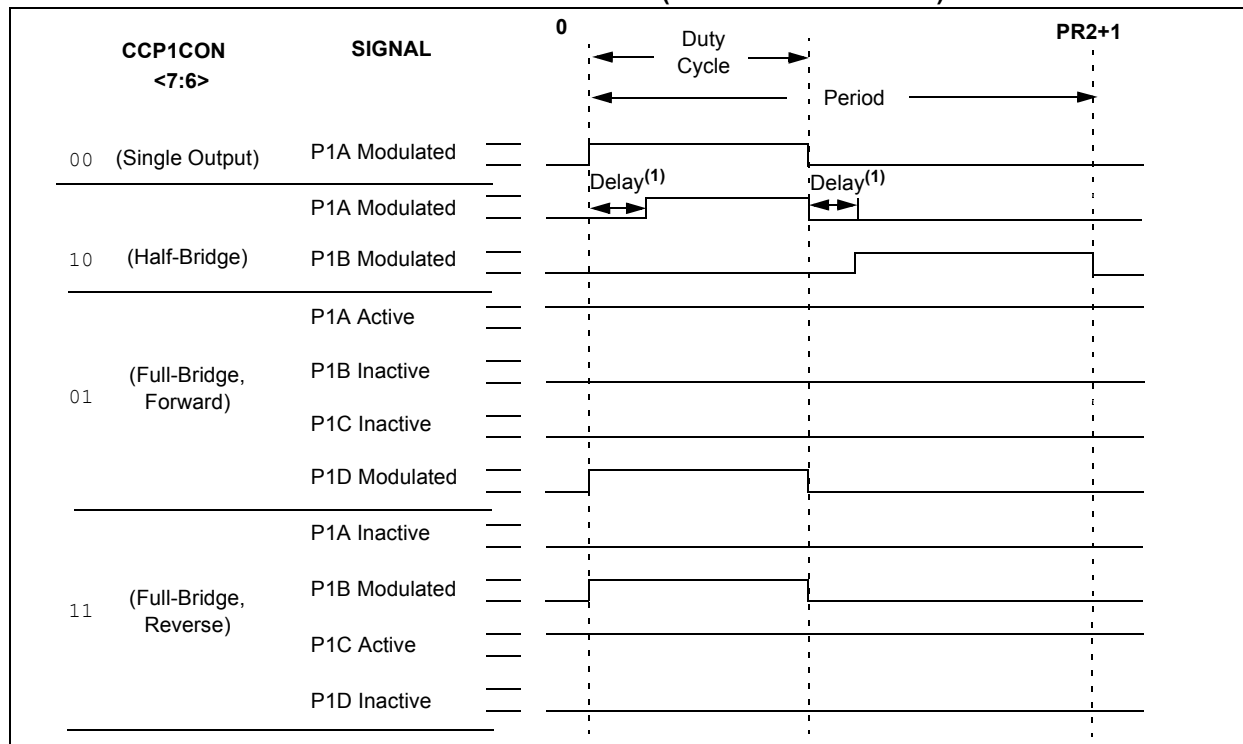 0
PR2+1
CCP1CON
<7:6>
SIGNAL
Duty
Cycle
Period
00 (Single Output) P1A Modulated
Delay(1) Delay(1)
P1A Modulated
10 (Half-Bridge) P1B Modulated
P1A Active
P1B Inactive
01 (Full-Bridge,
Forward)
P1C Inactive
P1D Modulated
P1A Inactive
P1B Modulated
11 (Full-Bridge,
Reverse)
P1C Active
P1D Inactive